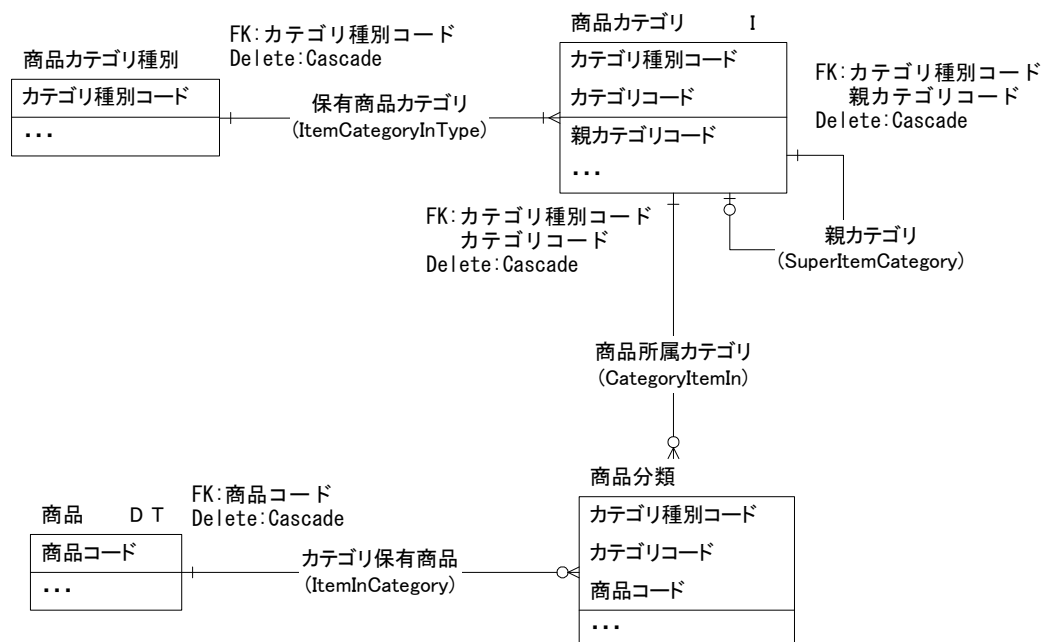 商品カテゴリ種別
カテゴリ種別コード
・・・
FK:カテゴリ種別コード
Delete:Cascade
保有商品カテゴリ
(ItemCategoryInType)
商品カテゴリ I
カテゴリ種別コード
カテゴリコード
親カテゴリコード
・・・
FK:カテゴリ種別コード
親カテゴリコード
Delete:Cascade
親カテゴリ
(SuperItemCategory)
FK:カテゴリ種別コード
カテゴリコード
Delete:Cascade
商品所属カテゴリ
(CategoryItemIn)
商品 D T
商品コード
・・・
FK:商品コード
Delete:Cascade
カテゴリ保有商品
(ItemInCategory)
商品分類
カテゴリ種別コード
カテゴリコード
商品コード
・・・